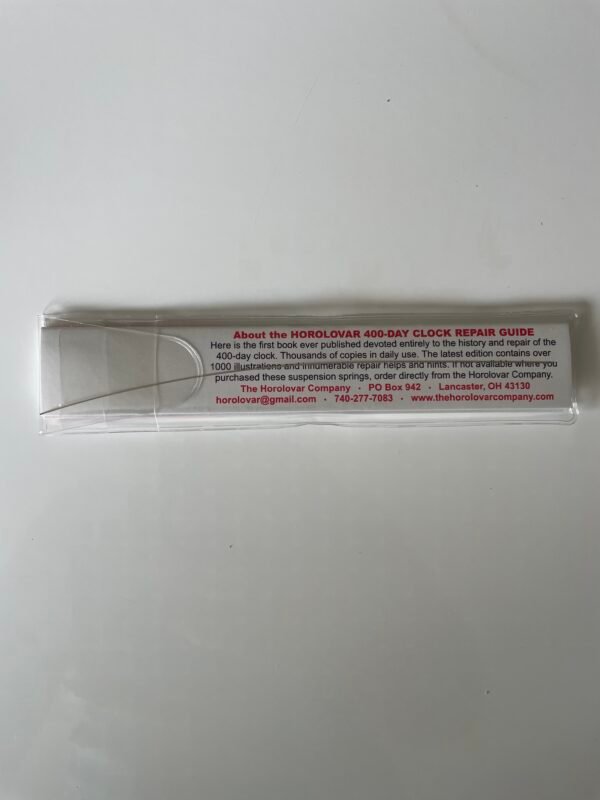 About the HOROLOVAR 400-DAY CLOCK REPAIR GUIDE
Here is the first book ever published devoted entirely to the history and repair of the
400-day clock. Thousands of copies in daily use. The latest edition contains over
1000 illustrations and innumerable repair helps and hints. If not available where you
purchased these suspension springs, order directly from the Horolovar Company.
The Horolovar Company · PO Box 942 · Lancaster, OH 43130
horolovar@gmail.com · 740-277-7083 · www.thehorolovarcompany.com